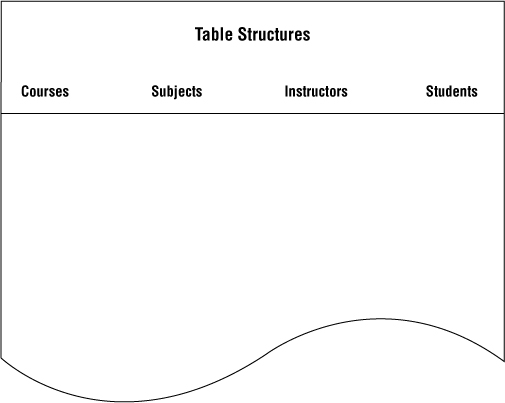 Table Structures
Courses Subjects Instructors Students